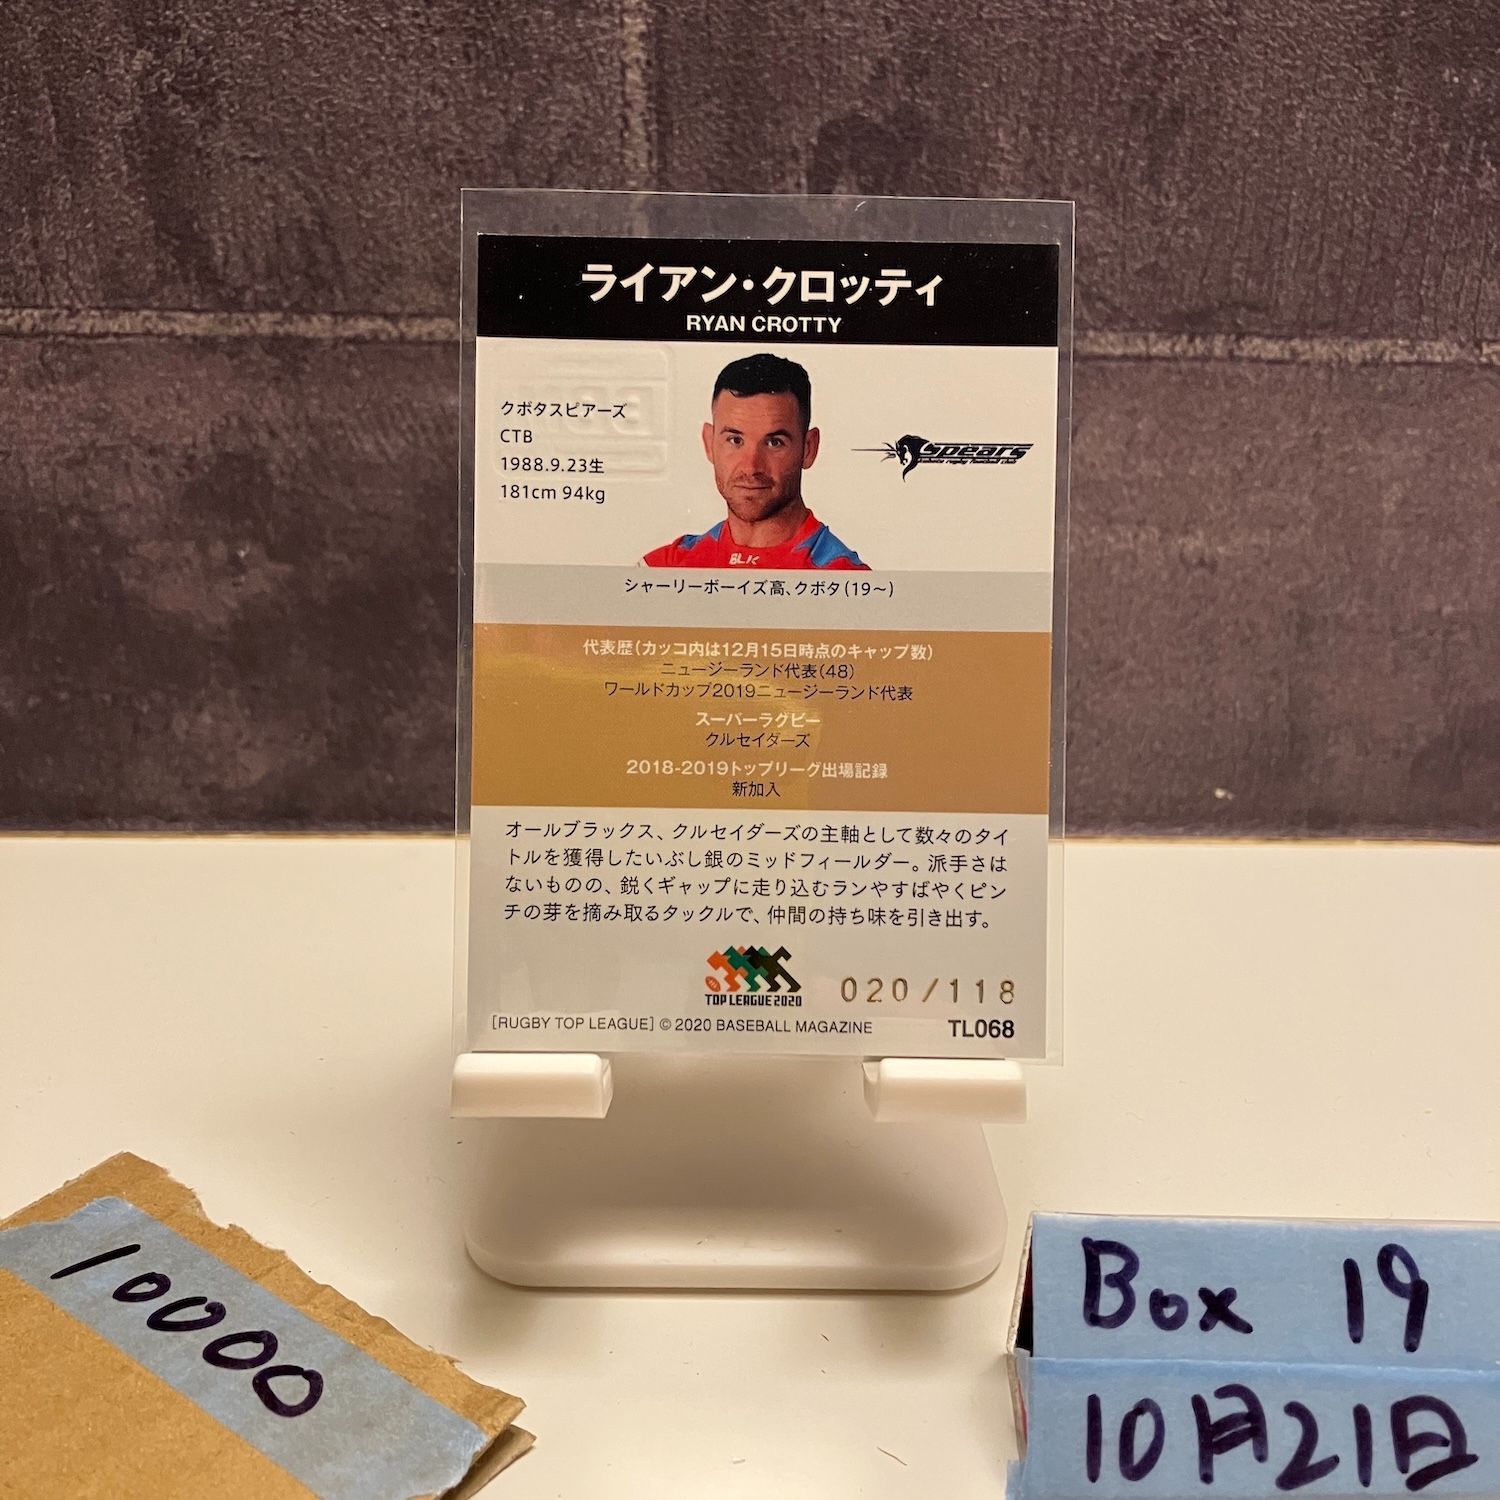 ライアン・クロッティ
RYAN CROTTY
クボタスピアーズ
CTB
1988.9.23生
181cm 94kg
Spears
BLK
シャーリーボーイズ高、クボタ(19〜)
代表歴(カッコ内は12月15日時点のキャップ数)
ニュージーランド代表(48)
ワールドカップ2019ニュージーランド代表
スーパーラグビー
クルセイダーズ
2018-2019トップリーグ出場記録
新加入
オールブラックス、クルセイダーズの主軸として数々のタイ
トルを獲得したいぶし銀のミッドフィールダー。派手さは
ないものの、鋭くギャップに走り込むランやすばやくピン
チの芽を摘み取るタックルで、仲間の持ち味を引き出す。
TOP LEAGUE 2020
020/118
[RUGBY TOP LEAGUE] © 2020 BASEBALL MAGAZINE
TL068
10000
Box 19
10月21日